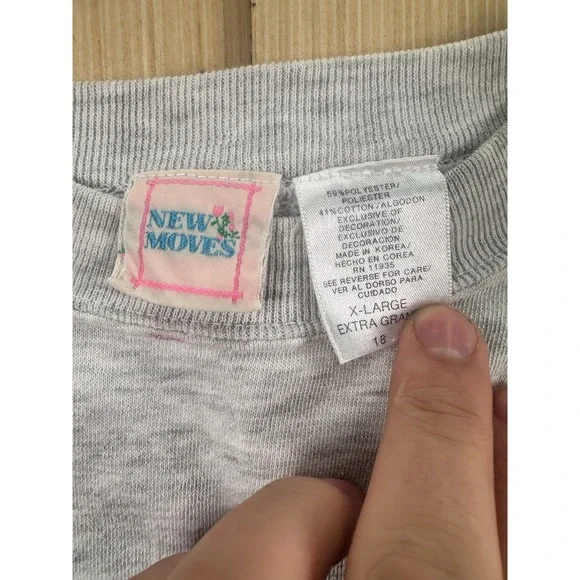 NEW
MOVES
59%POLYESTER/
POLIESTER
41%COTTON/ALGODON
EXCLUSIVE OF
DECORATION/
EXCLUSIVO DE
DECORACION
MADE IN KOREA/
HECHO EN COREA
RN 11935
SEE REVERSE FOR CARE/
VER AL DORSO PARA
CUIDADO
X-LARGE
EXTRA
18